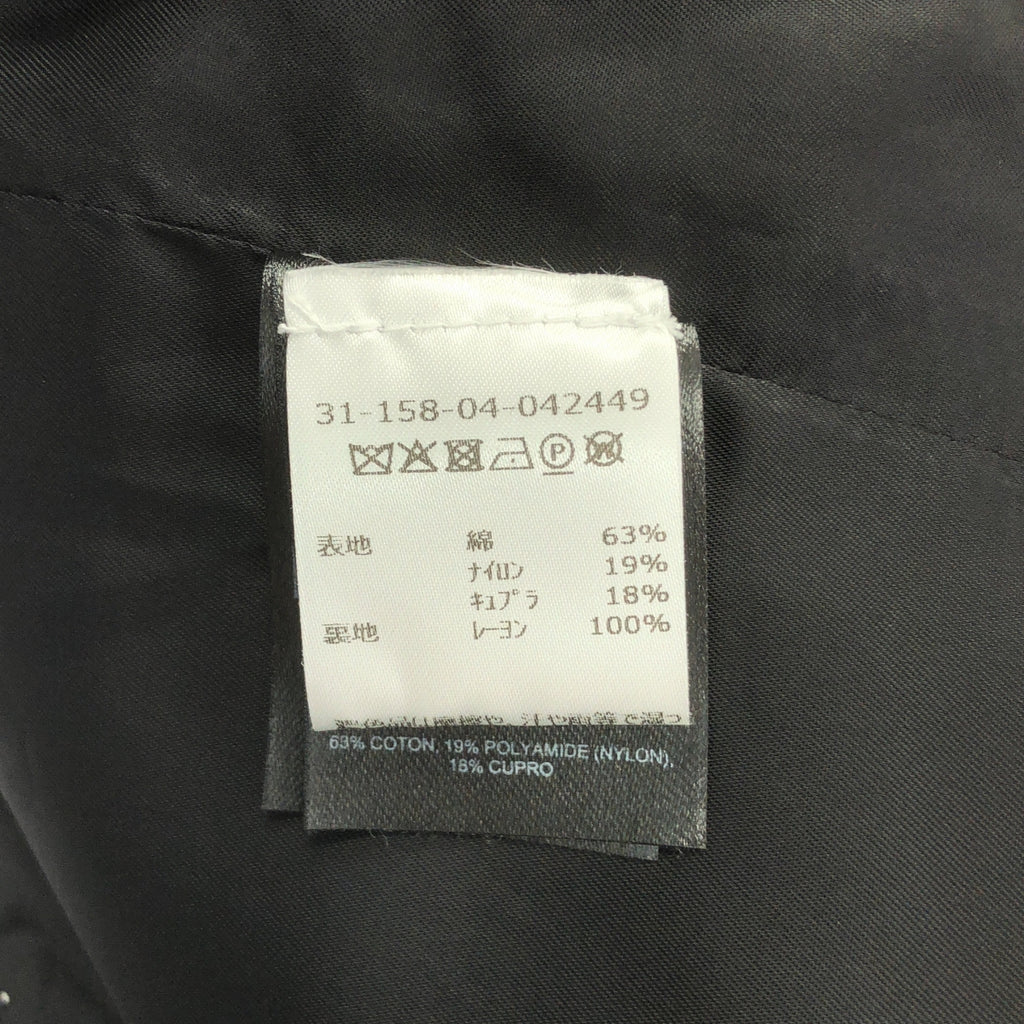 31-158-04-042449
表地 綿 63%
ナイロン 19%
キュプラ 18%
裏地 レーヨン 100%
63% COTON, 19% POLYAMIDE (NYLON),
18% CUPRO